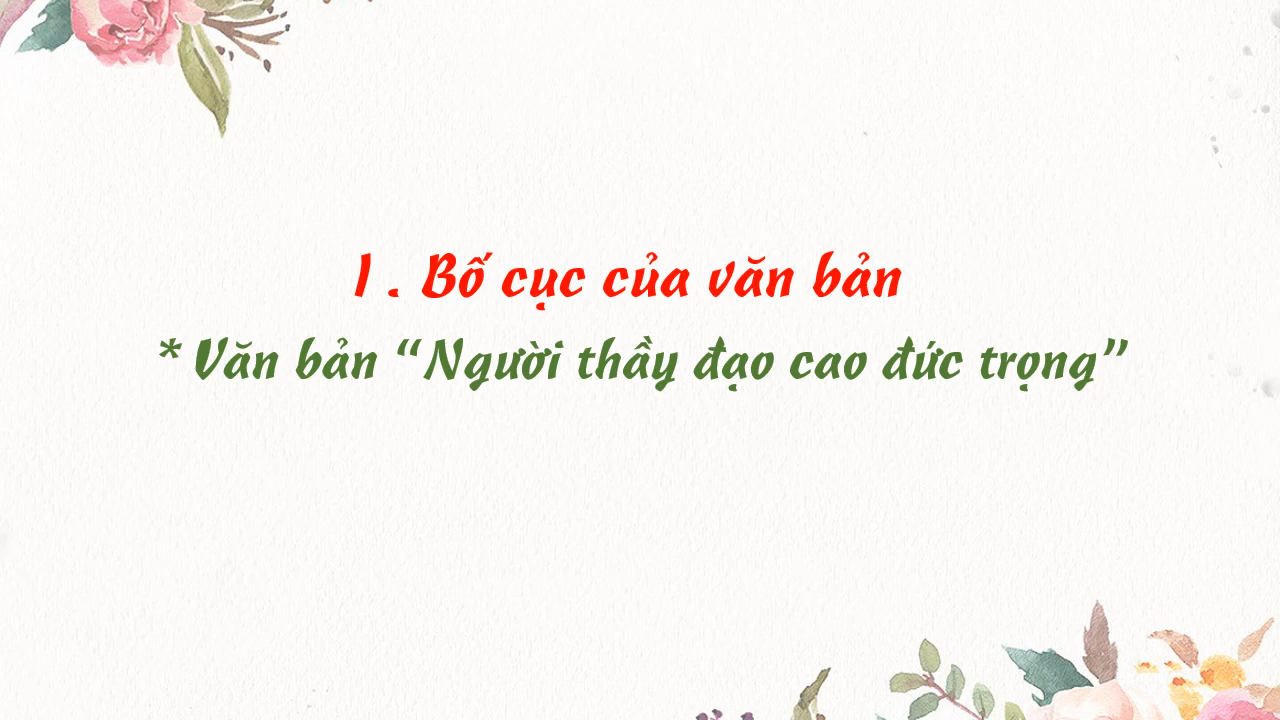 1 . Bố cục của văn bản
* Văn bản “Người thầy đạo cao đức trọng”